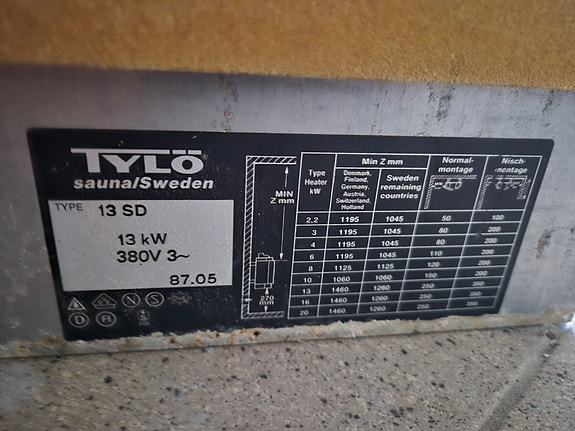 TYLÖ®
sauna/Sweden
TYPE 13 SD
13 kW
380V 3~
87.05
D
N S
MIN
Z mm
270
mm
Type Heater kW | Min Z mm | Normal-montage | Nisch-montage
Denmark, Finland, Germany, Austria, Switzerland, Holland | Sweden remaining countries
2,2 1195 1045 50 100
3 1195 1045 80 200
4 1195 1045 80 200
6 1195 1045 110 200
8 1125 1125 120 200
10 1060 1060 150 200
13 1460 1260 250 350
16 1460 1260 250 350
20 1460 1260 250 350